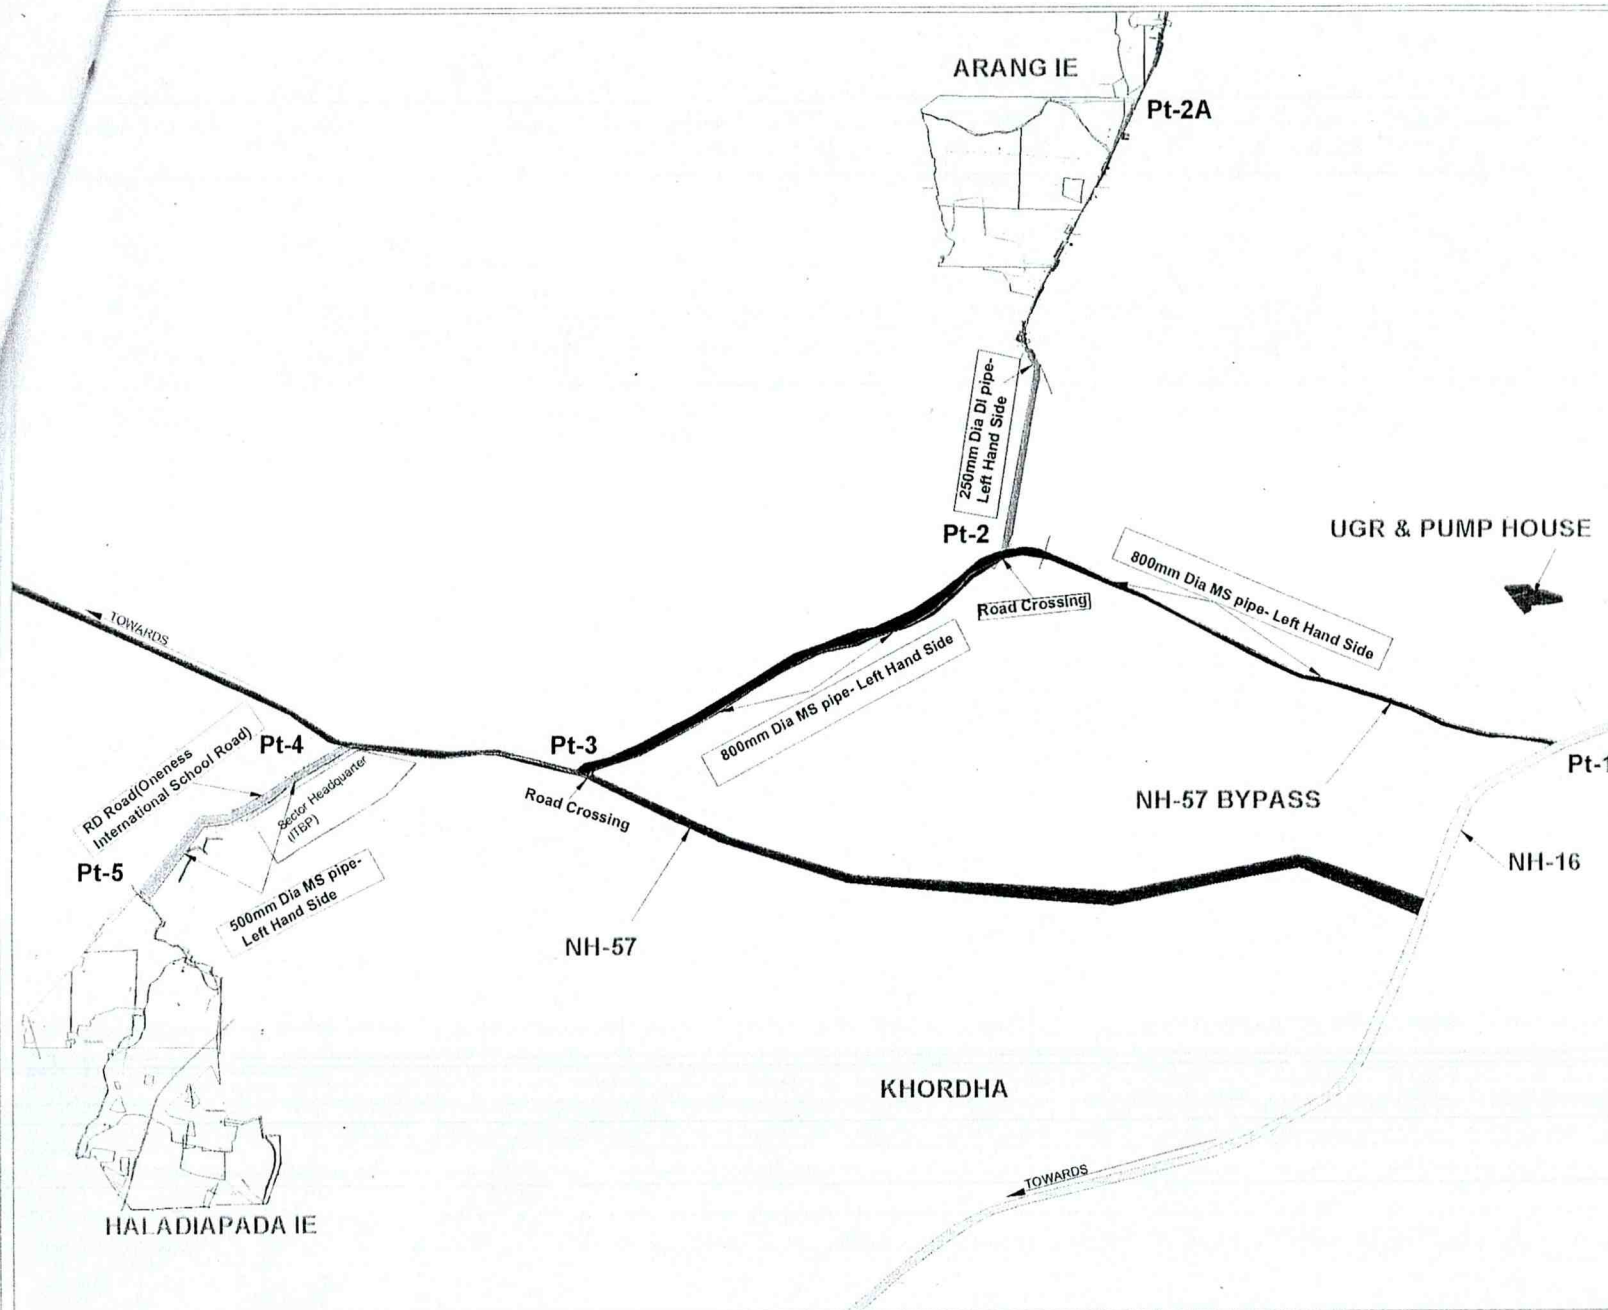 ARANG IE
Pt-2A
250mm Dia DI pipe-
Left Hand Side
Pt-2
UGR & PUMP HOUSE
800mm Dia MS pipe- Left Hand Side
Road Crossing
TOWARDS
800mm Dia MS pipe- Left Hand Side
Pt-4
Pt-3
RD Road(Oneness
International School Road)
Sector Headquarter
(ITBP)
Road Crossing
Pt-1
NH-57 BYPASS
NH-16
Pt-5
500mm Dia MS pipe-
Left Hand Side
NH-57
KHORDHA
TOWARDS
HALADIAPADA IE